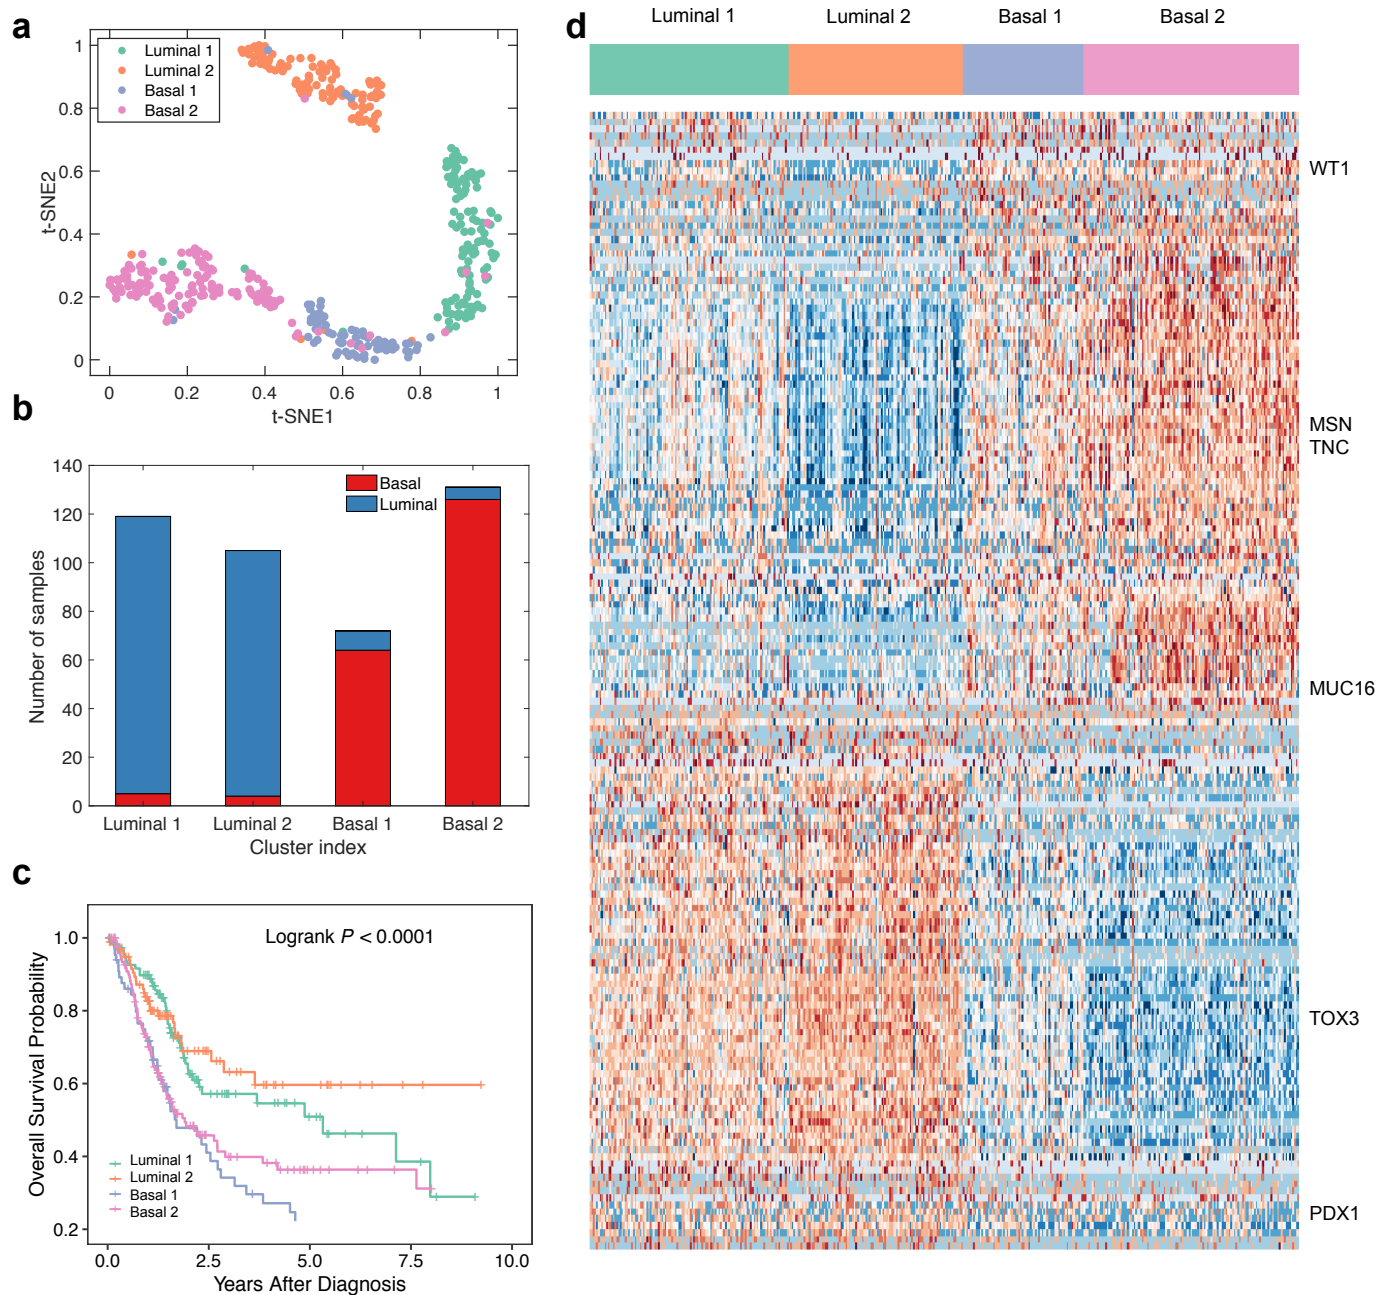 a
Luminal 1
Luminal 2
Basal 1
Basal 2
1
0.8
0.6
0.4
0.2
0
t-SNE2
0 0.2 0.4 0.6 0.8 1
t-SNE1
b
Basal
Luminal
140
120
100
80
60
40
20
0
Number of samples
Luminal 1 Luminal 2 Basal 1 Basal 2
Cluster index
c
Logrank P < 0.0001
1.0
0.8
0.6
0.4
0.2
Overall Survival Probability
Luminal 1
Luminal 2
Basal 1
Basal 2
0.0 2.5 5.0 7.5 10.0
Years After Diagnosis
d
Luminal 1 Luminal 2 Basal 1 Basal 2
WT1
MSN
TNC
MUC16
TOX3
PDX1